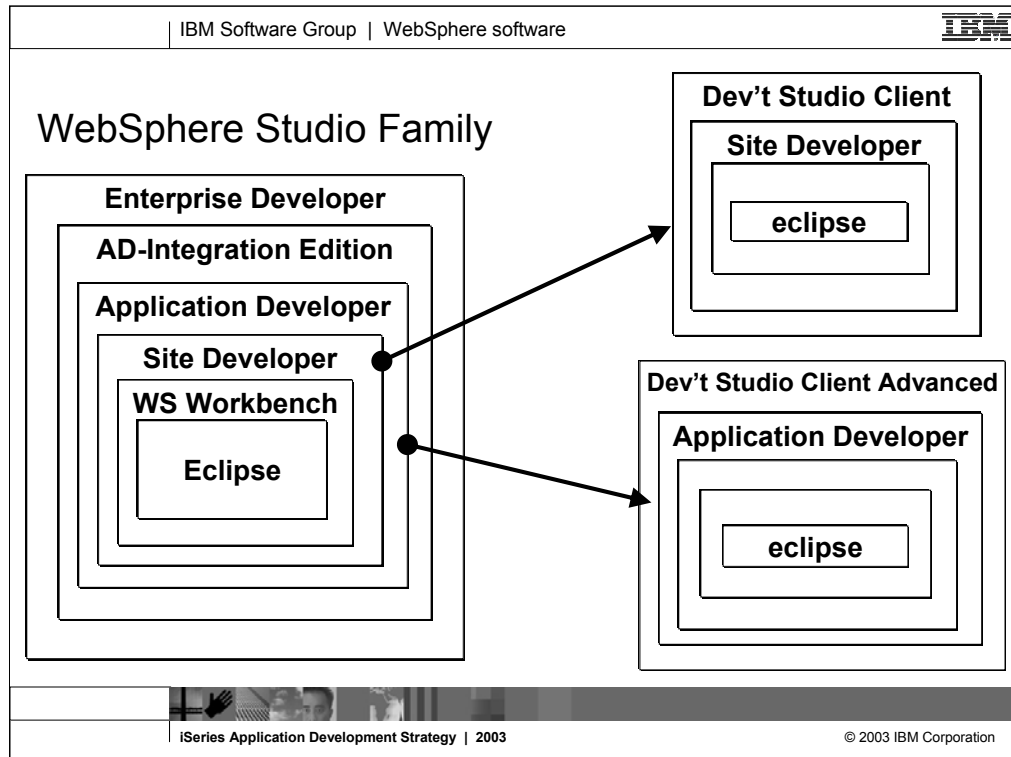 IBM Software Group | WebSphere software
IBM
WebSphere Studio Family
Enterprise Developer
AD-Integration Edition
Application Developer
Site Developer
WS Workbench
Eclipse
Dev't Studio Client
Site Developer
eclipse
Dev't Studio Client Advanced
Application Developer
eclipse
iSeries Application Development Strategy | 2003
© 2003 IBM Corporation